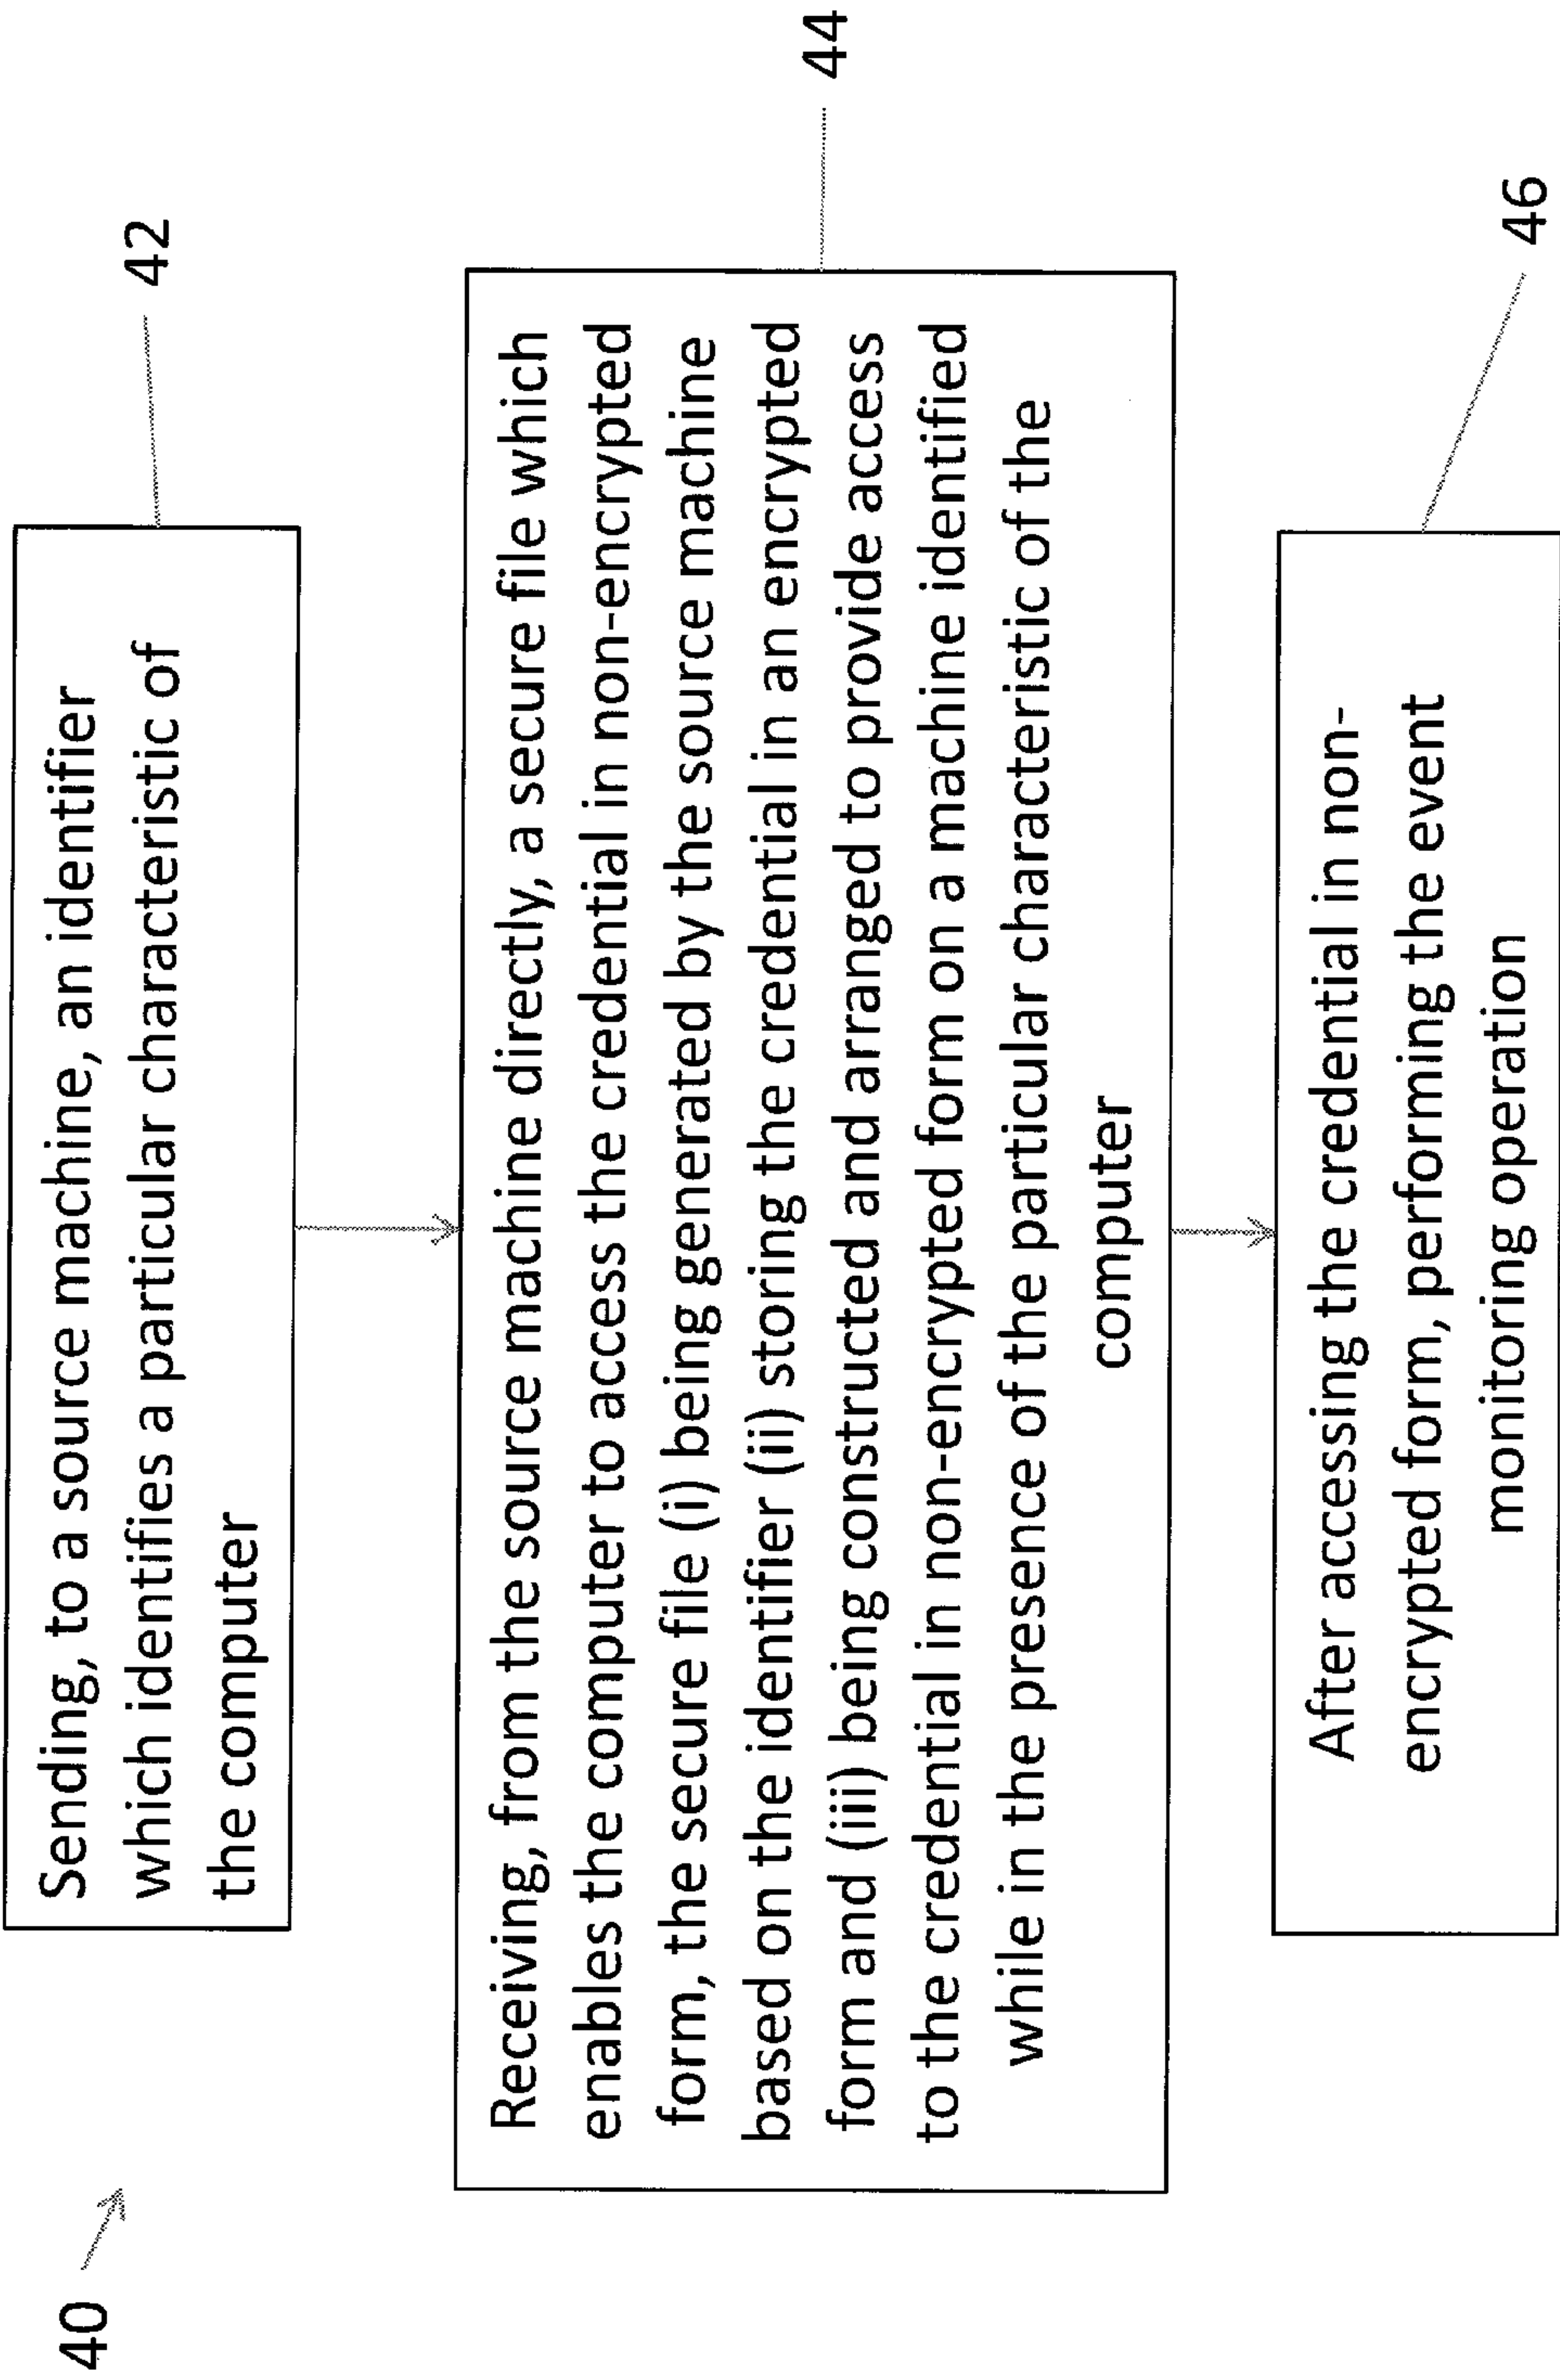 40
Sending, to a source machine, an identifier
which identifies a particular characteristic of
the computer
42
Receiving, from the source machine directly, a secure file which
enables the computer to access the credential in non-encrypted
form, the secure file (i) being generated by the source machine
based on the identifier (ii) storing the credential in an encrypted
form and (iii) being constructed and arranged to provide access
to the credential in non-encrypted form on a machine identified
while in the presence of the particular characteristic of the
computer
44
After accessing the credential in non-
encrypted form, performing the event
monitoring operation
46